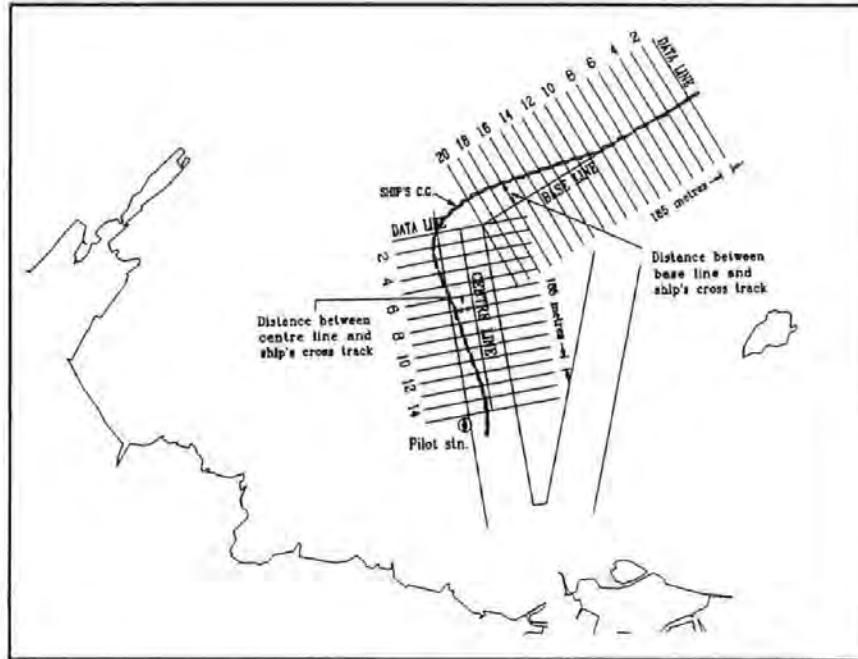 DATA LINE
2
4
6
8
10
12
14
16
18
20
SHIP'S C.G.
BASE LINE
185 metres
DATA LINE
2
4
6
8
10
12
14
CENTRE LINE
185 metres
Distance between
base line and
ship's cross track
Distance between
centre line and
ship's cross track
Pilot stn.